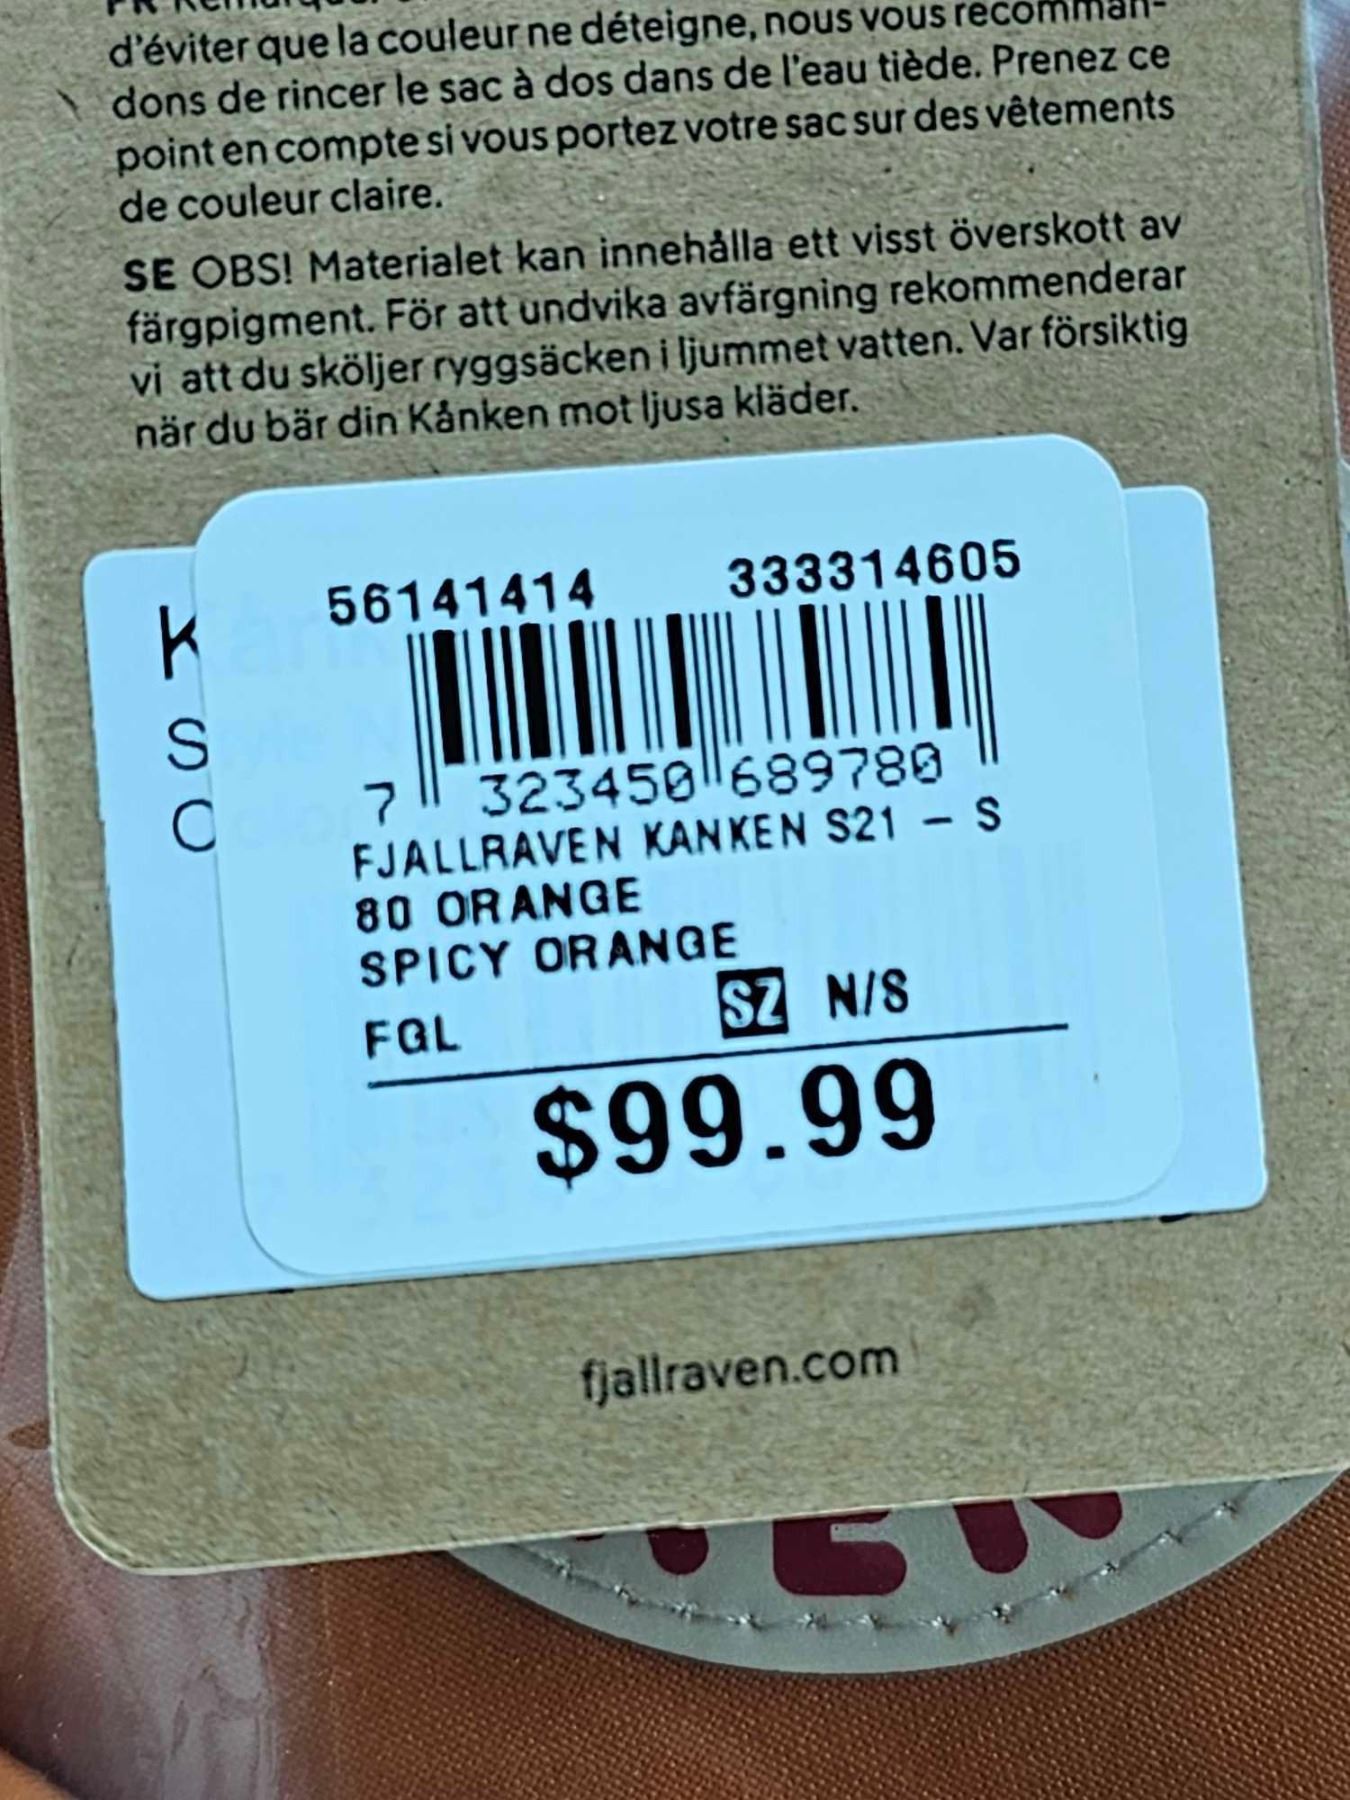 FR Remarque:
d'éviter que la couleur ne déteigne, nous vous recomman-
dons de rincer le sac à dos dans de l'eau tiède. Prenez ce
point en compte si vous portez votre sac sur des vêtements
de couleur claire.
SE OBS! Materialet kan innehålla ett visst överskott av
färgpigment. För att undvika avfärgning rekommenderar
vi att du sköljer ryggsäcken i ljummet vatten. Var försiktig
när du bär din Kånken mot ljusa kläder.
56141414 333314605
7 323450 689780
FJALLRAVEN KANKEN S21 - S
80 ORANGE
SPICY ORANGE
FGL SZ N/S
$99.99
K
S
C
fjallraven.com
KEN